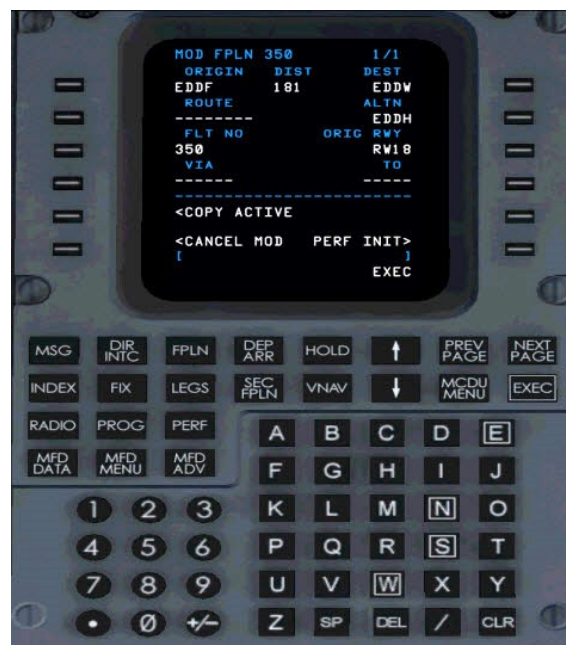 MOD FPLN 350 1/1
ORIGIN DIST DEST
EDDF 181 EDDW
ROUTE ALTN
-------- EDDH
FLT NO ORIG RWY
350 RW18
VIA TO
------ -----
------------------------
<COPY ACTIVE
<CANCEL MOD PERF INIT>
[ ]
EXEC
MSG DIR INTC FPLN DEP ARR HOLD ↑ PREV PAGE NEXT PAGE
INDEX FIX LEGS SEC FPLN VNAV ↓ MCDU MENU EXEC
RADIO PROG PERF
MFD DATA MFD MENU MFD ADV
A B C D E
F G H I J
K L M N O
P Q R S T
U V W X Y
Z SP DEL / CLR
1 2 3
4 5 6
7 8 9
• Ø +/-